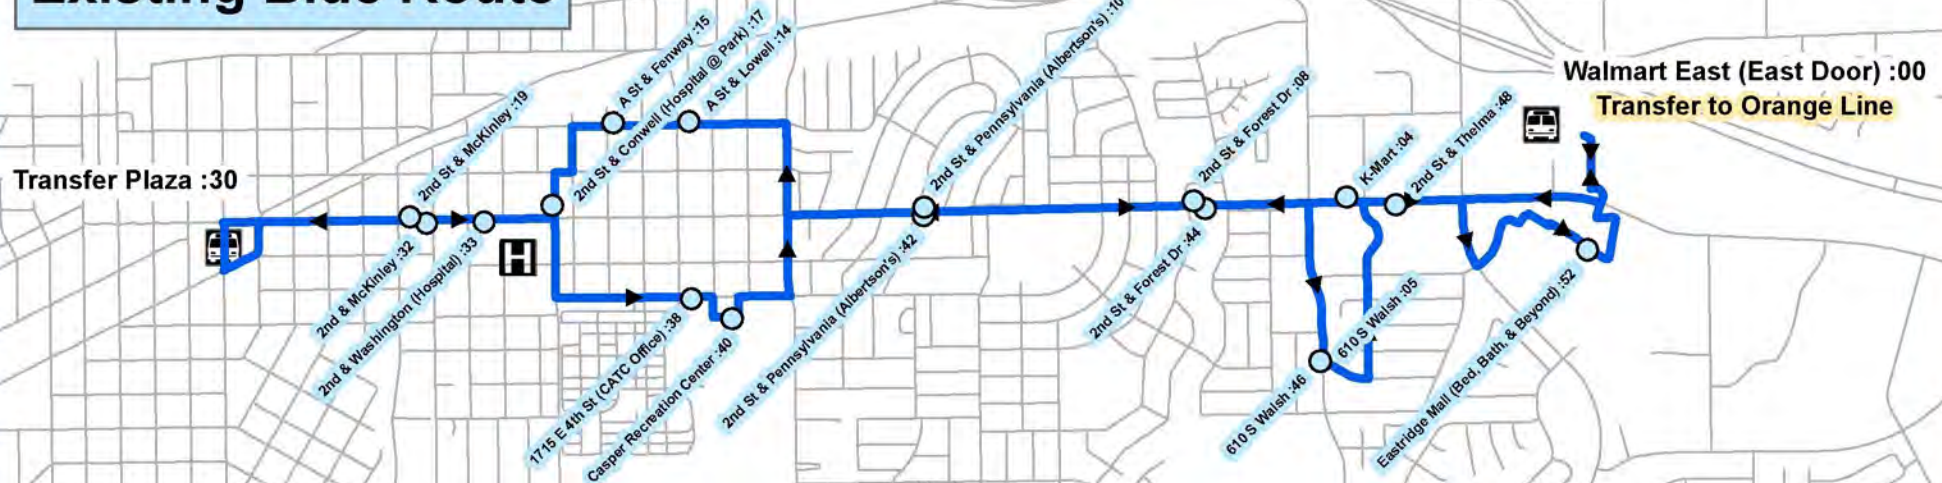 Existing Blue Route
Transfer Plaza :30
2nd St & McKinley :19
2nd & McKinley :32
2nd & Washington (Hospital) :33
H
A St & Fenway :15
2nd St & Conwell (Hospital @ Park) :17
A St & Lowell :14
1715 E 4th St (CATC Office) :38
Casper Recreation Center :40
2nd St & Pennsylvania (Albertson's) :10
2nd St & Pennsylvania (Albertson's) :42
2nd St & Forest Dr :08
2nd St & Forest Dr :44
K-Mart :04
2nd St & Thelma :48
610 S Walsh :05
610 S Walsh :46
Eastridge Mall (Bed, Bath, & Beyond) :52
Walmart East (East Door) :00
Transfer to Orange Line